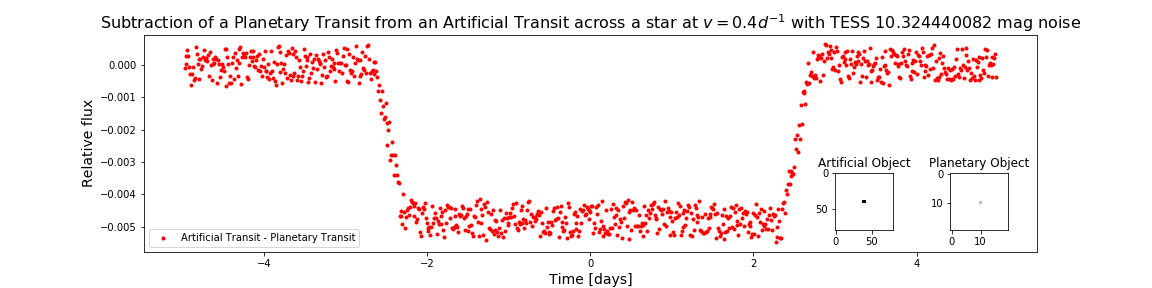 Subtraction of a Planetary Transit from an Artificial Transit across a star at v = 0.4d⁻¹ with TESS 10.324440082 mag noise
Relative flux
0.000
−0.001
−0.002
−0.003
−0.004
−0.005
Artificial Transit - Planetary Transit
Artificial Object
0
50
0 50
Planetary Object
0
10
0 10
−4 −2 0 2 4
Time [days]